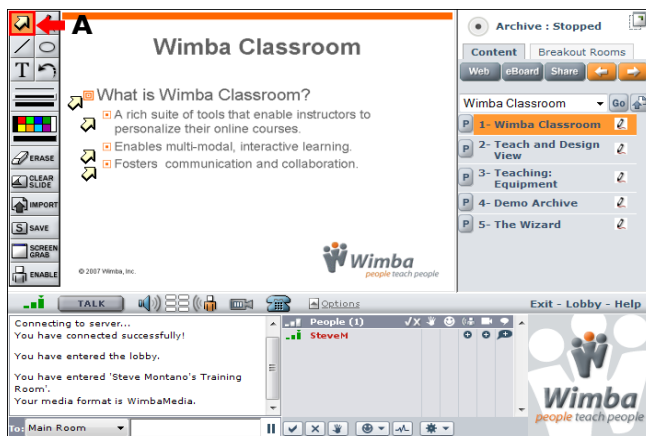 A
T
ERASE
CLEAR
SLIDE
IMPORT
S SAVE
SCREEN
GRAB
ENABLE
Wimba Classroom
What is Wimba Classroom?
A rich suite of tools that enable instructors to
personalize their online courses.
Enables multi-modal, interactive learning.
Fosters communication and collaboration.
© 2007 Wimba, Inc.
Wimba
people teach people
Archive : Stopped
Content Breakout Rooms
Web eBoard Share
Wimba Classroom Go
P 1- Wimba Classroom
P 2- Teach and Design
View
P 3- Teaching:
Equipment
P 4- Demo Archive
P 5- The Wizard
TALK Options Exit - Lobby - Help
Connecting to server...
You have connected successfully!
You have entered the lobby.
You have entered 'Steve Montano's Training
Room'.
Your media format is WimbaMedia.
To: Main Room
People (1)
SteveM
Wimba
people teach people